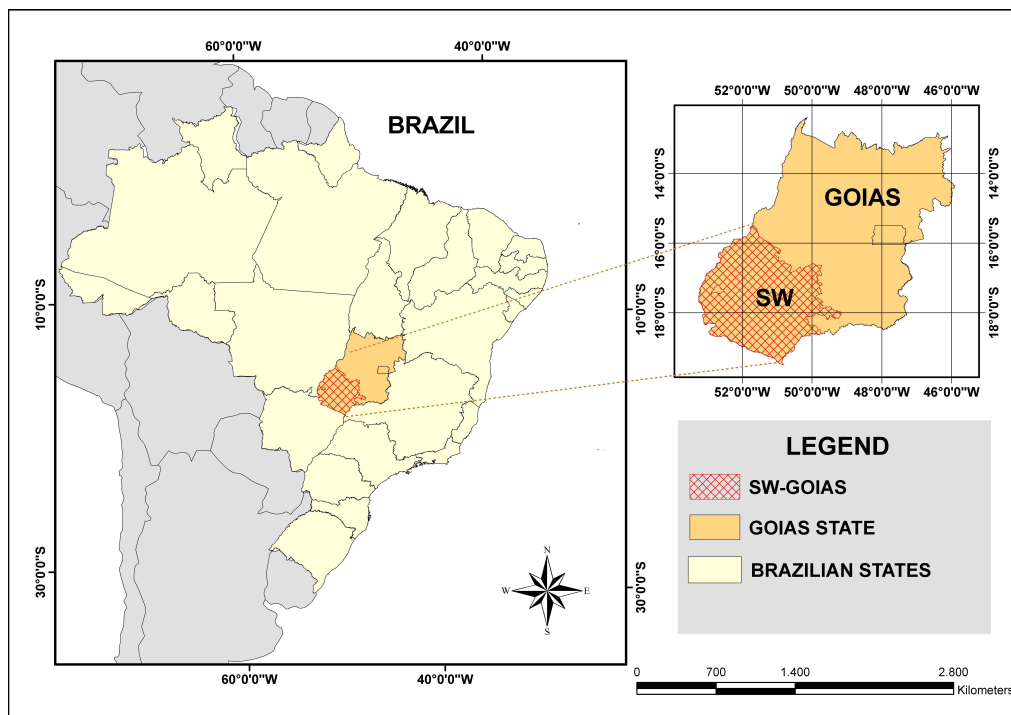 60°0'0"W
40°0'0"W
BRAZIL
10°0'0"S
10°0'0"S
30°0'0"S
30°0'0"S
60°0'0"W
40°0'0"W
N
W
E
S
52°0'0"W
50°0'0"W
48°0'0"W
46°0'0"W
14°0'0"S
14°0'0"S
GOIAS
16°0'0"S
16°0'0"S
SW
18°0'0"S
18°0'0"S
52°0'0"W
50°0'0"W
48°0'0"W
46°0'0"W
LEGEND
SW-GOIAS
GOIAS STATE
BRAZILIAN STATES
0
700
1.400
2.800
Kilometers